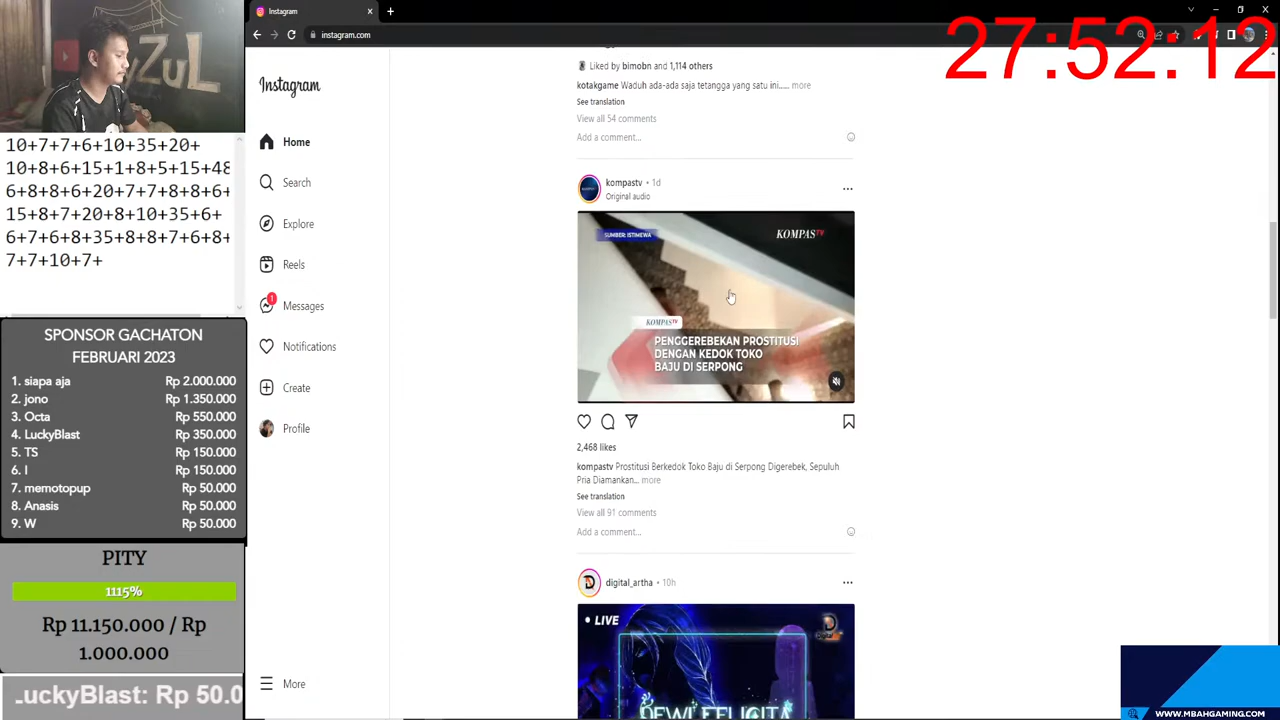 Instagram
instagram.com
27:52:12
Zul
10+7+7+6+10+35+20+
10+8+6+15+1+8+5+15+48
6+8+8+6+20+7+7+8+8+6+
15+8+7+20+8+10+35+6+
6+7+6+8+35+8+8+7+6+8+
7+7+10+7+
SPONSOR GACHATON
FEBRUARI 2023
1. siapa aja Rp 2.000.000
2. jono Rp 1.350.000
3. Octa Rp 550.000
4. LuckyBlast Rp 350.000
5. TS Rp 150.000
6. I Rp 150.000
7. memotopup Rp 50.000
8. Anasis Rp 50.000
9. W Rp 50.000
PITY
1115%
Rp 11.150.000 / Rp
1.000.000
.uckyBlast: Rp 50.0
Instagram
Home
Search
Explore
Reels
1
Messages
Notifications
Create
Profile
More
Liked by bimobn and 1,114 others
kotakgame Waduh ada-ada saja tetangga yang satu ini...... more
See translation
View all 54 comments
Add a comment...
kompastv • 1d
Original audio
SUMBER: ISTIMEWA
KOMPASTV
KOMPASTV
PENGGEREBEKAN PROSTITUSI
DENGAN KEDOK TOKO
BAJU DI SERPONG
2,468 likes
kompastv Prostitusi Berkedok Toko Baju di Serpong Digerebek, Sepuluh
Pria Diamankan... more
See translation
View all 91 comments
Add a comment...
digital_artha • 10h
LIVE
DEWI FELICITA
WWW.MBAHGAMING.COM